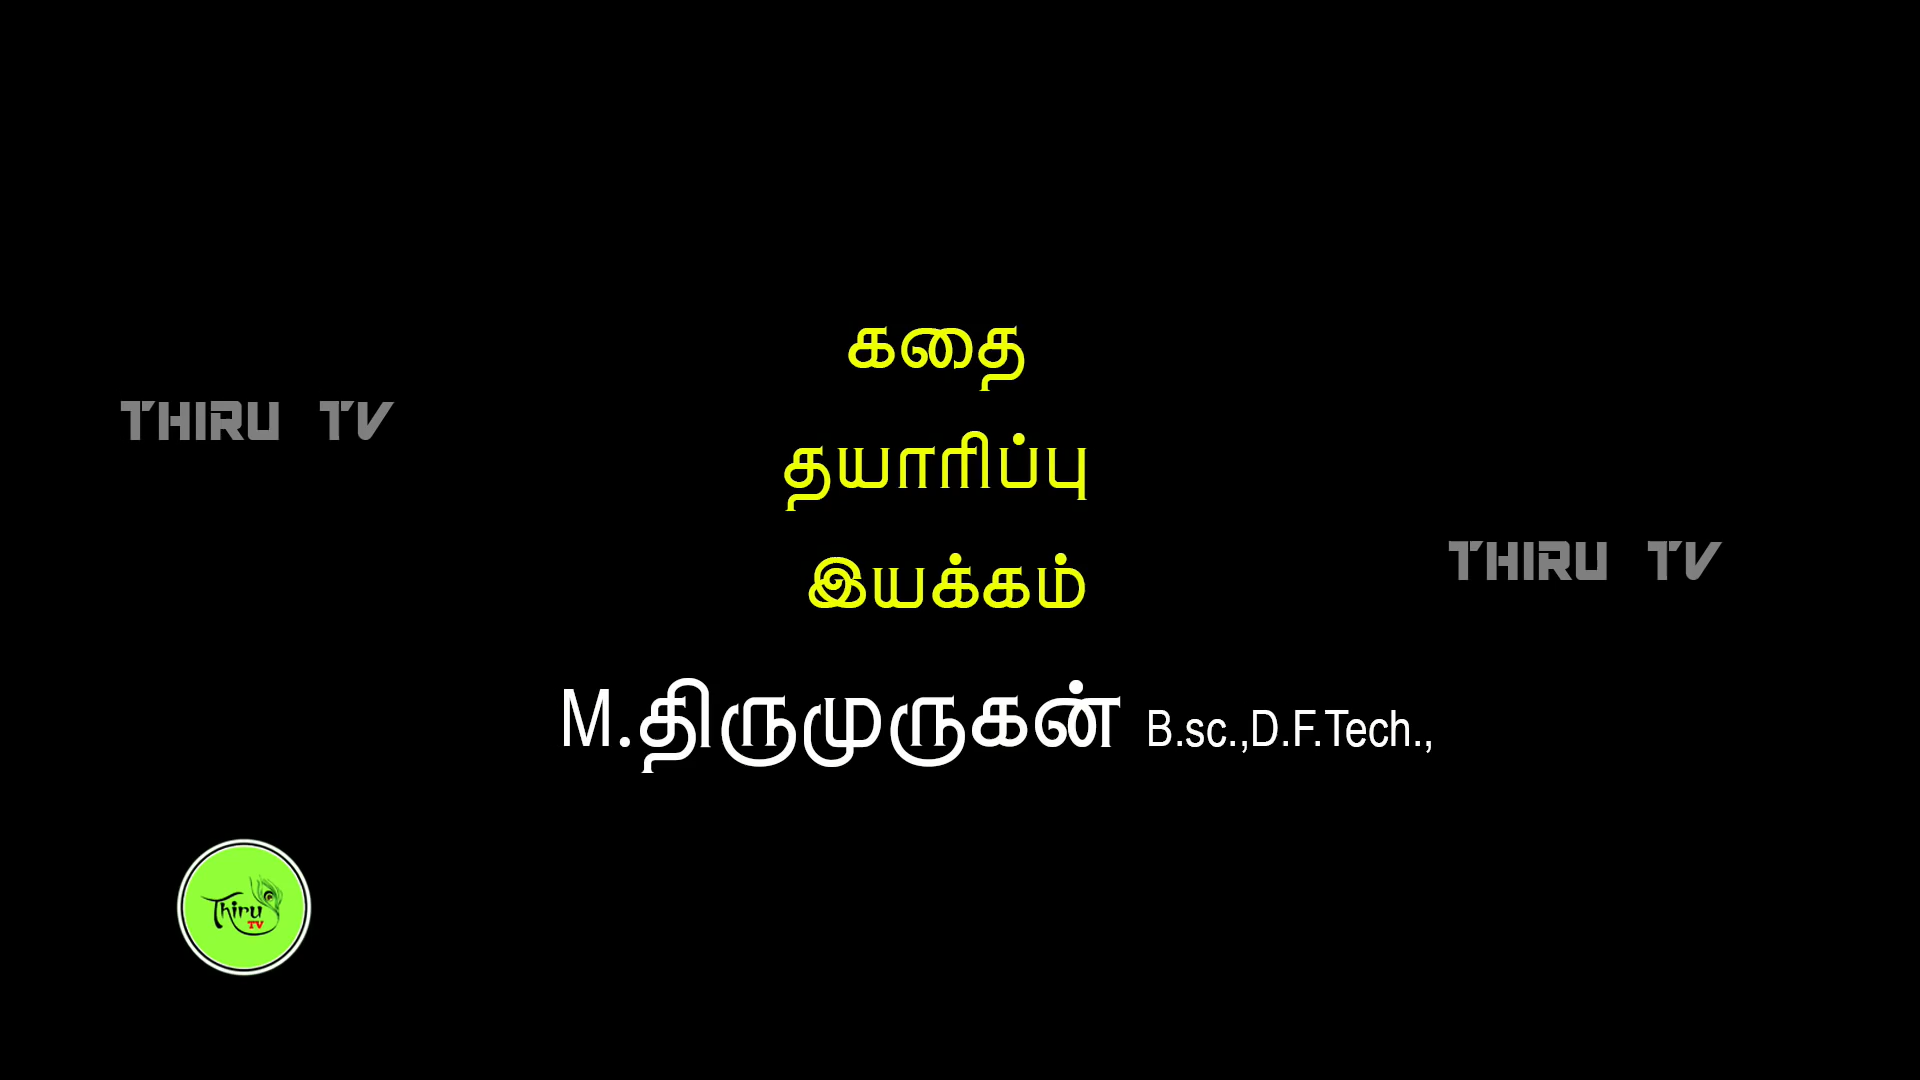 கதை
THIRU TV
தயாரிப்பு
THIRU TV
இயக்கம்
M.திருமுருகன் B.sc.,D.F.Tech.,
Thiru
TV